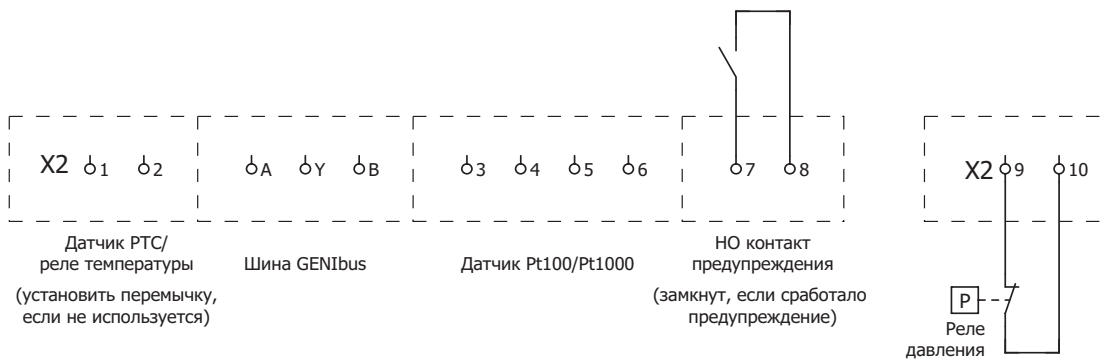 X2 1 2 A Y B 3 4 5 6 7 8 X2 9 10
Датчик PTC/
реле температуры
(установить перемычку,
если не используется)
Шина GENIbus
Датчик Pt100/Pt1000
НО контакт
предупреждения
(замкнут, если сработало
предупреждение)
P
Реле
давления